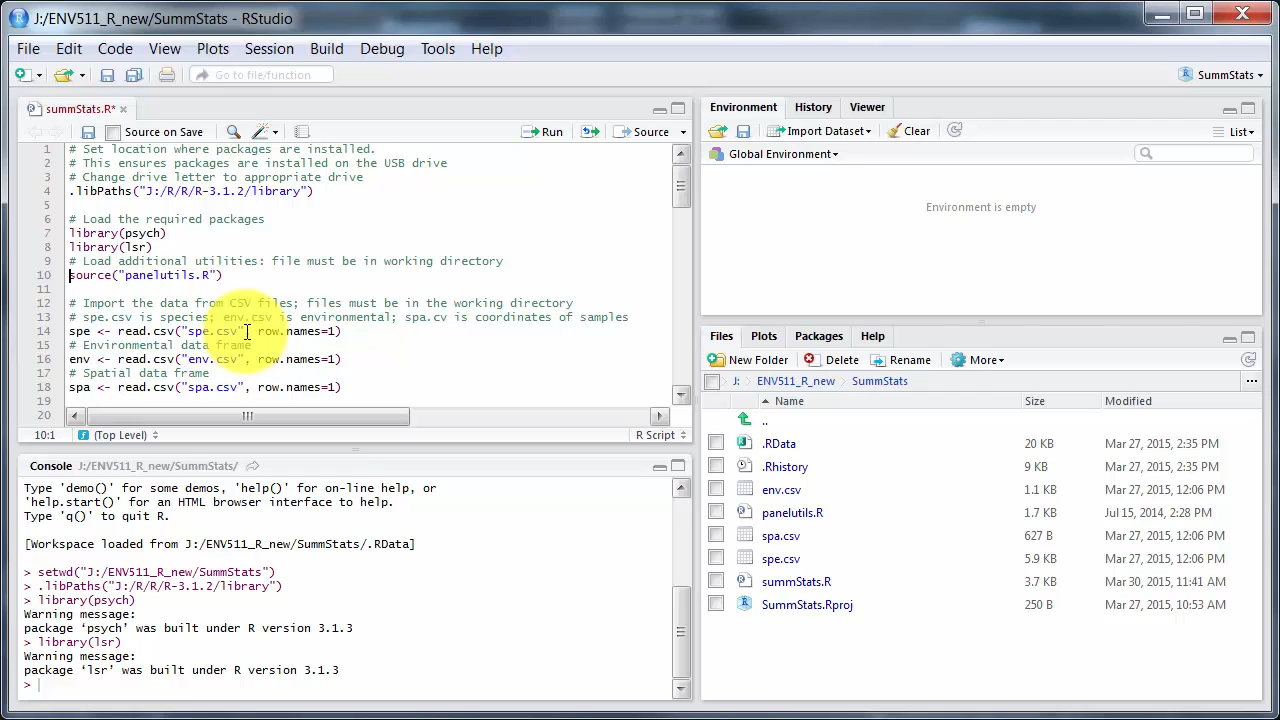 J:/ENV511_R_new/SummStats - RStudio
File Edit Code View Plots Session Build Debug Tools Help
Go to file/function SummStats
summStats.R*
Source on Save Run Source
1 # Set location where packages are installed.
2 # This ensures packages are installed on the USB drive
3 # Change drive letter to appropriate drive
4 .libPaths("J:/R/R/R-3.1.2/library")
5
6 # Load the required packages
7 library(psych)
8 library(lsr)
9 # Load additional utilities: file must be in working directory
10 source("panelutils.R")
11
12 # Import the data from CSV files; files must be in the working directory
13 # spe.csv is species; env.csv is environmental; spa.cv is coordinates of samples
14 spe <- read.csv("spe.csv", row.names=1)
15 # Environmental data frame
16 env <- read.csv("env.csv", row.names=1)
17 # Spatial data frame
18 spa <- read.csv("spa.csv", row.names=1)
19
20
10:1 (Top Level) R Script
Console J:/ENV511_R_new/SummStats/
Type 'demo()' for some demos, 'help()' for on-line help, or
'help.start()' for an HTML browser interface to help.
Type 'q()' to quit R.
[Workspace loaded from J:/ENV511_R_new/SummStats/.RData]
> setwd("J:/ENV511_R_new/SummStats")
> .libPaths("J:/R/R/R-3.1.2/library")
> library(psych)
Warning message:
package ‘psych’ was built under R version 3.1.3
> library(lsr)
Warning message:
package ‘lsr’ was built under R version 3.1.3
>
Environment History Viewer
Import Dataset Clear List
Global Environment
Environment is empty
Files Plots Packages Help
New Folder Delete Rename More
J: ENV511_R_new SummStats ...
Name Size Modified
..
.RData 20 KB Mar 27, 2015, 2:35 PM
.Rhistory 9 KB Mar 27, 2015, 2:35 PM
env.csv 1.1 KB Mar 27, 2015, 12:06 PM
panelutils.R 1.7 KB Jul 15, 2014, 2:28 PM
spa.csv 627 B Mar 27, 2015, 12:06 PM
spe.csv 5.9 KB Mar 27, 2015, 12:06 PM
summStats.R 3.7 KB Mar 30, 2015, 11:41 AM
SummStats.Rproj 250 B Mar 27, 2015, 10:53 AM